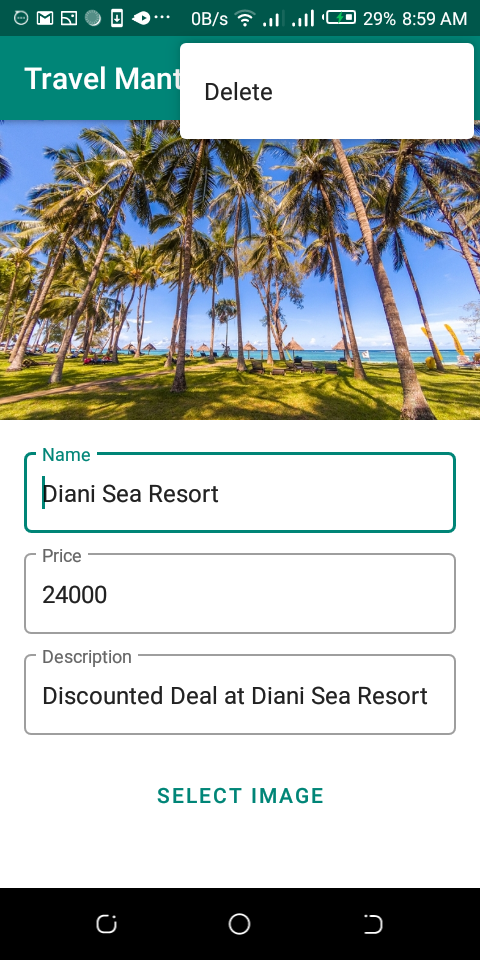 0B/s 29% 8:59 AM
Travel Mant
Delete
Name
Diani Sea Resort
Price
24000
Description
Discounted Deal at Diani Sea Resort
SELECT IMAGE